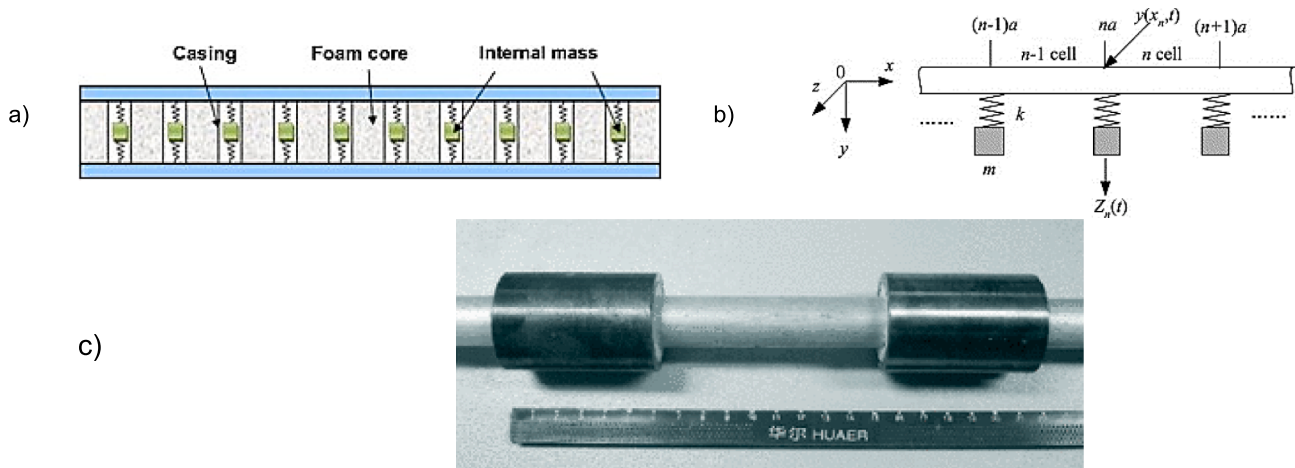 a)
Casing
Foam core
Internal mass
b)
(n-1)a
na
y(xₙ,t)
(n+1)a
n-1 cell
n cell
0
x
z
y
k
......
......
m
Zₙ(t)
c)
华尔 HUAER